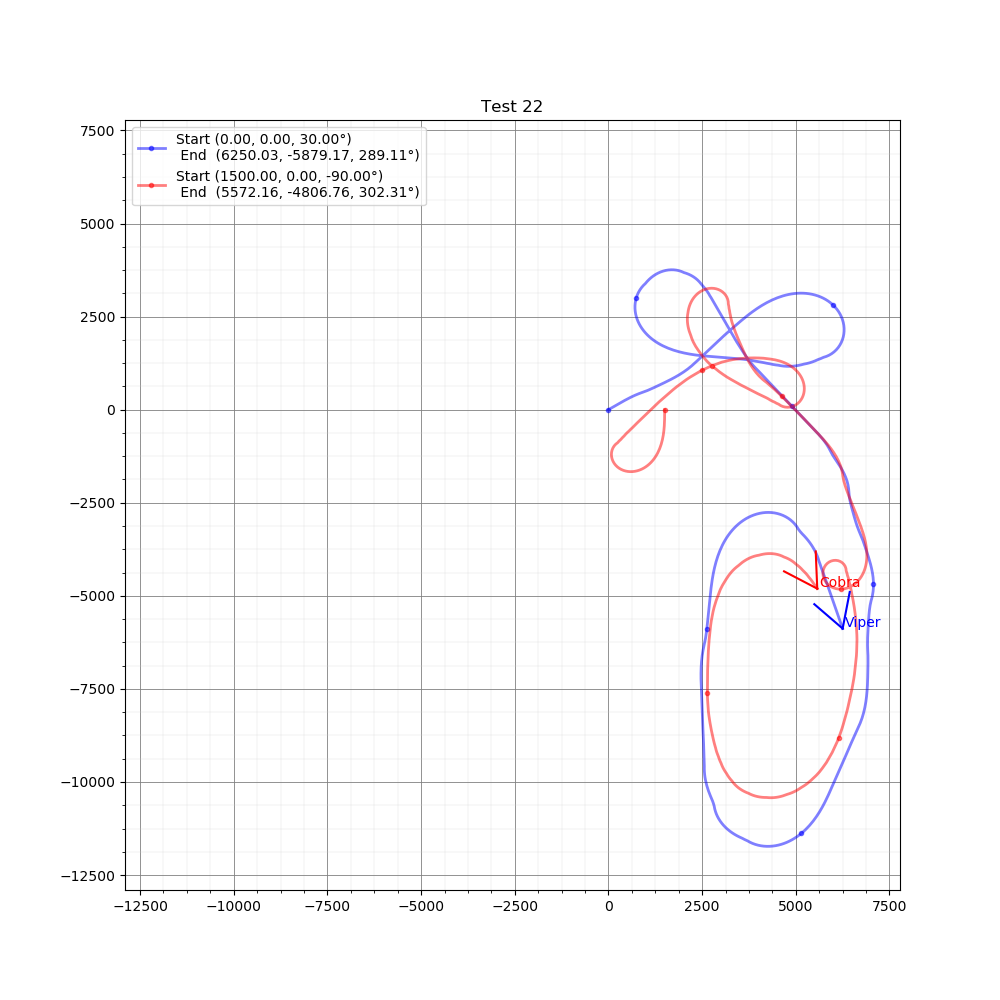 Test 22
Start (0.00, 0.00, 30.00°)
End (6250.03, -5879.17, 289.11°)
Start (1500.00, 0.00, -90.00°)
End (5572.16, -4806.76, 302.31°)
7500
5000
2500
0
−2500
−5000
−7500
−10000
−12500
Cobra
Viper
−12500 −10000 −7500 −5000 −2500 0 2500 5000 7500